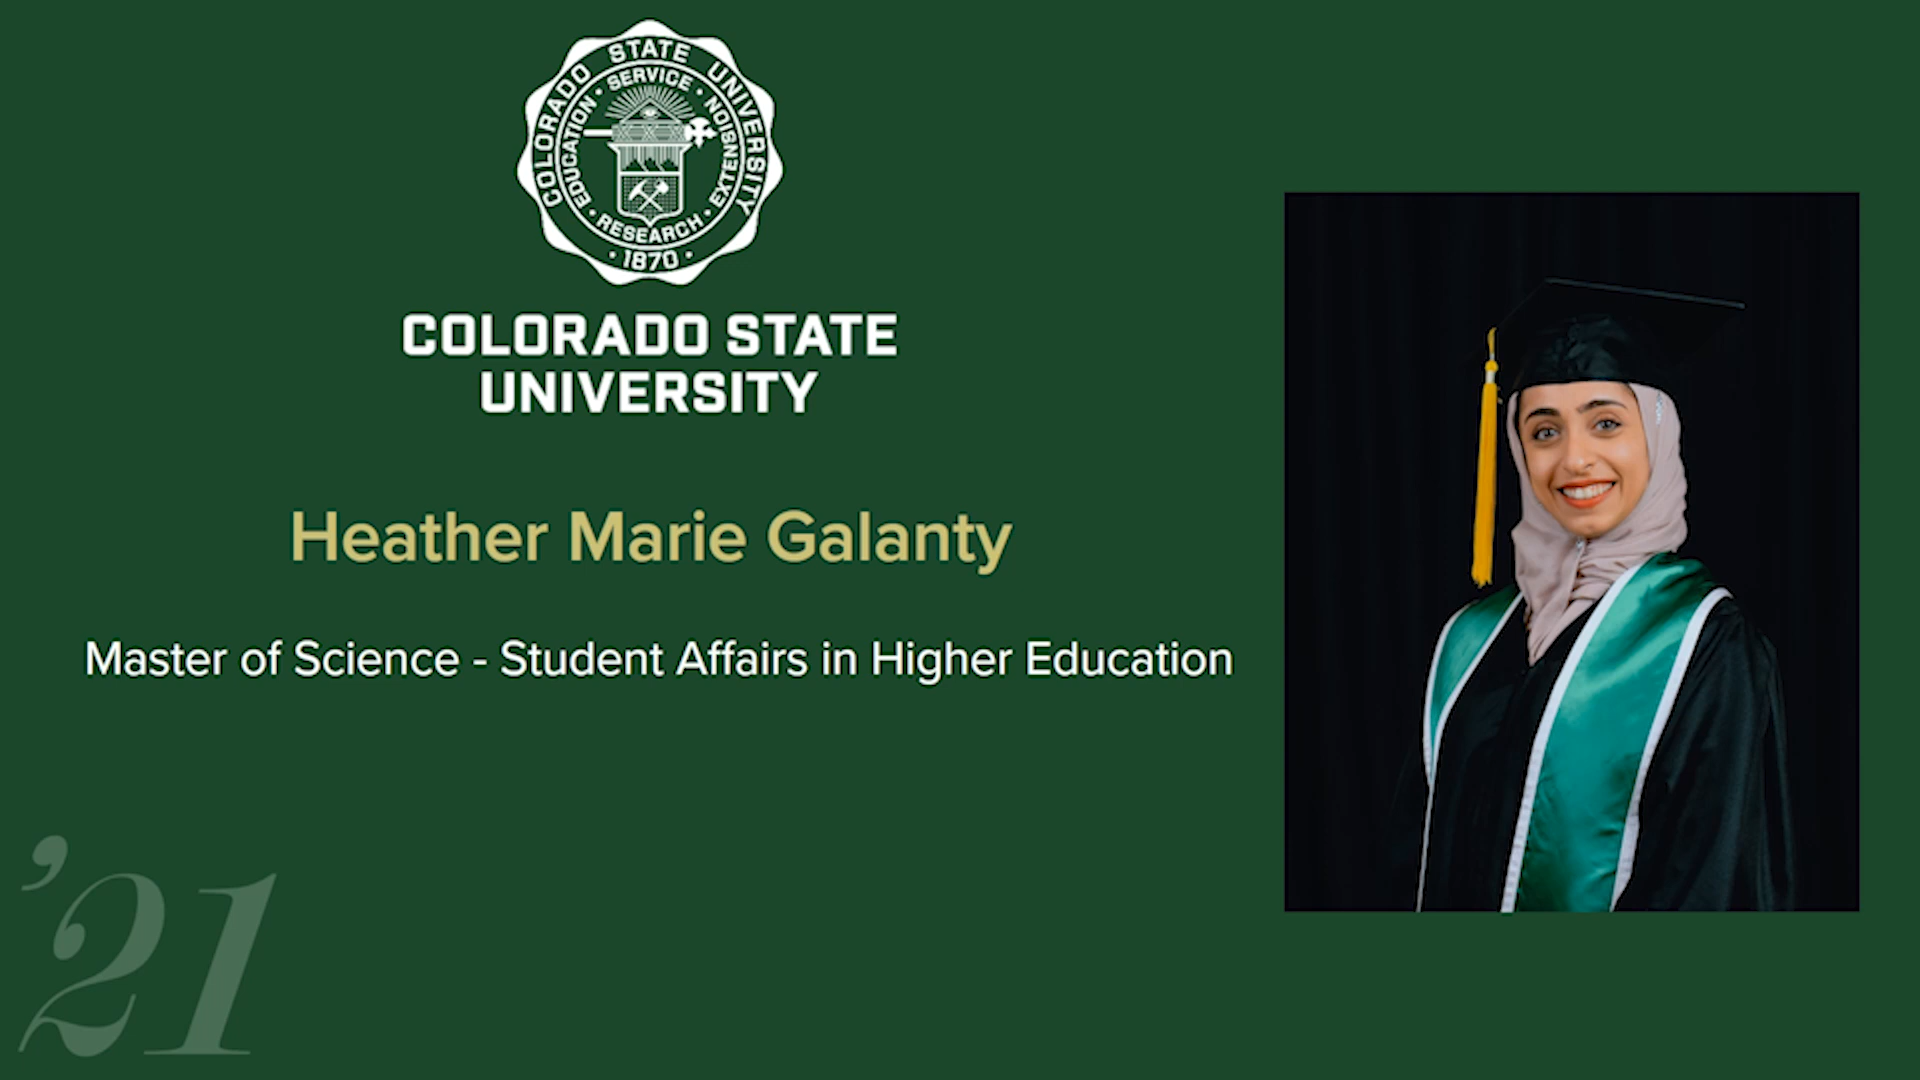 COLORADO STATE UNIVERSITY
EDUCATION • SERVICE • EXTENSION
• RESEARCH •
• 1870 •
COLORADO STATE
UNIVERSITY
Heather Marie Galanty
Master of Science - Student Affairs in Higher Education
’21